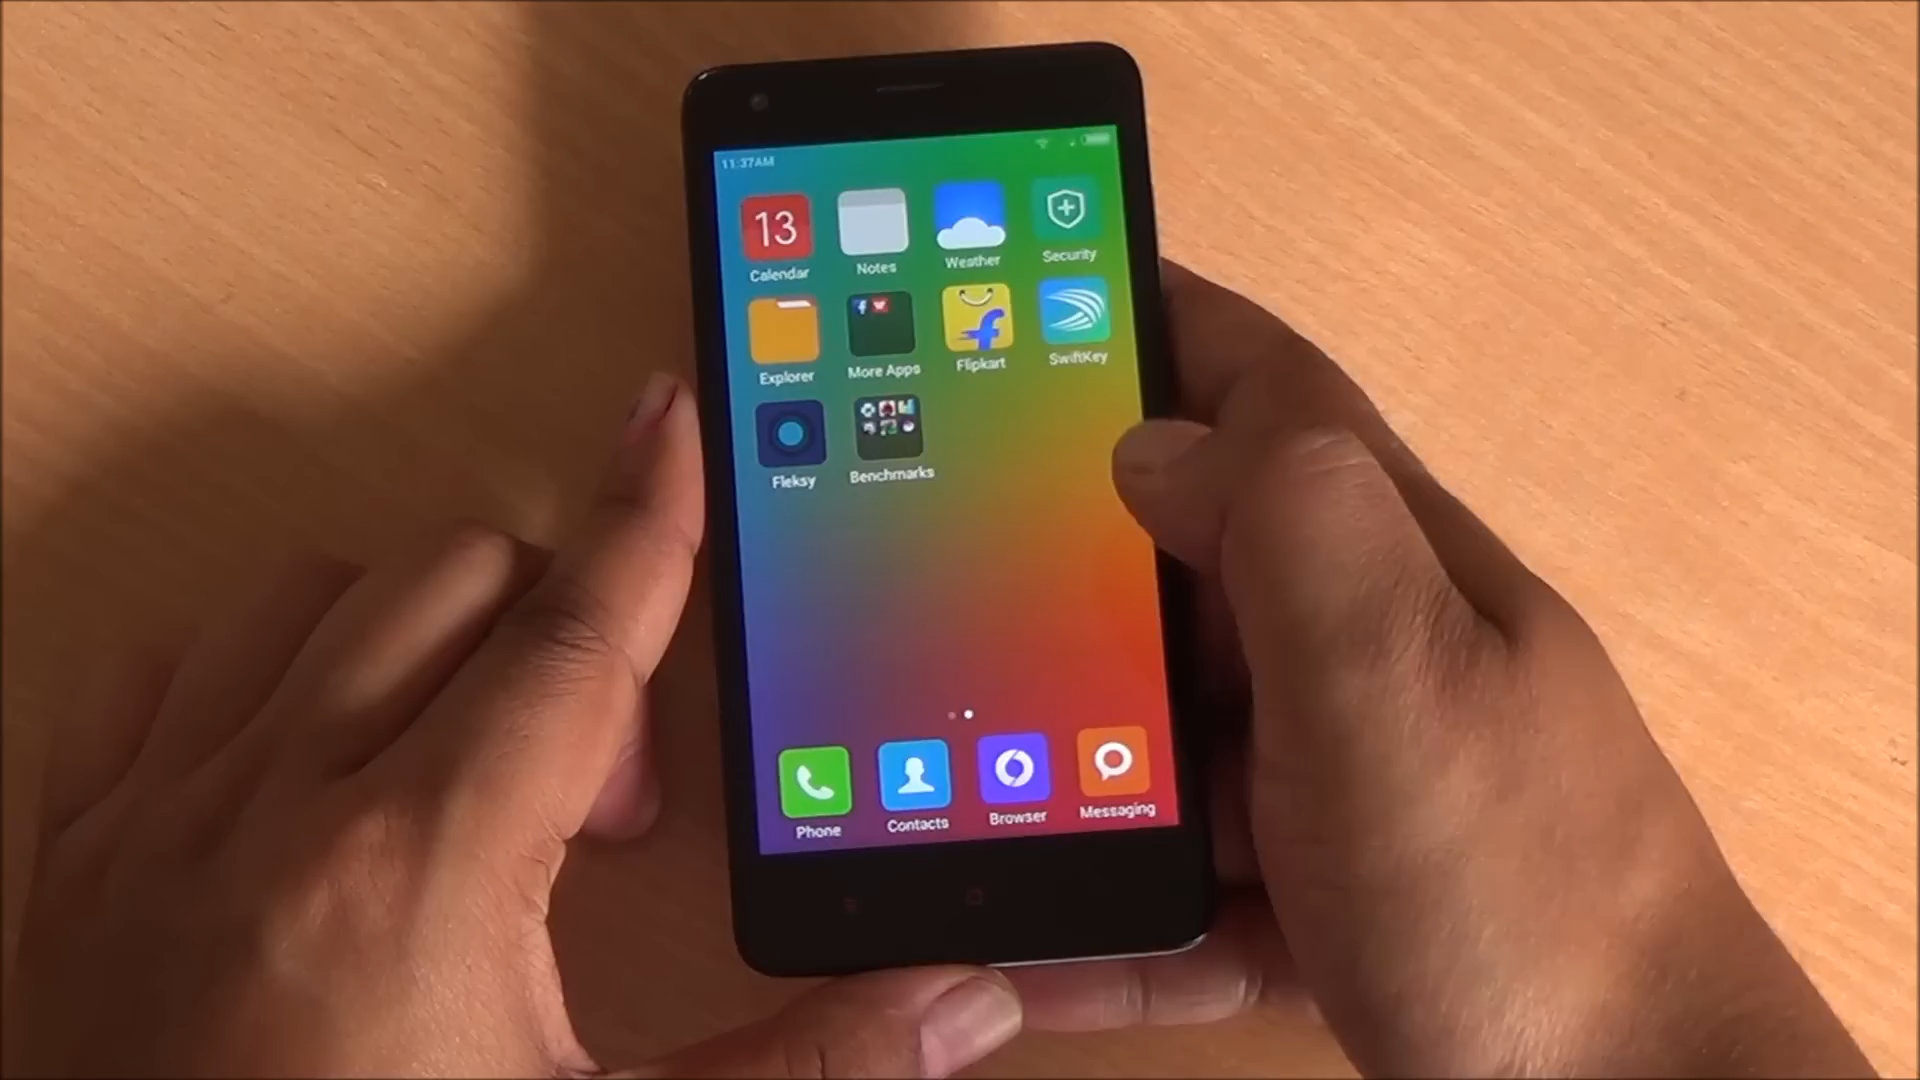 11:37AM
13
Calendar
Notes
Weather
Security
Explorer
More Apps
Flipkart
SwiftKey
Fleksy
Benchmarks
Phone
Contacts
Browser
Messaging